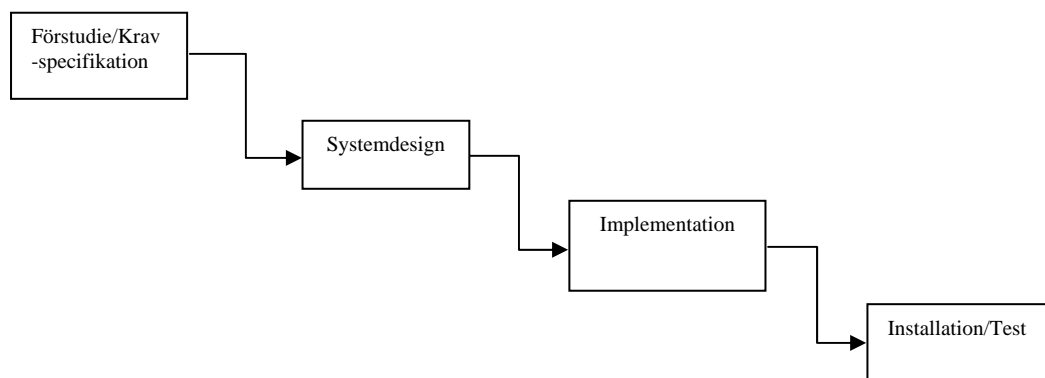 Förstudie/Krav
-specifikation
Systemdesign
Implementation
Installation/Test